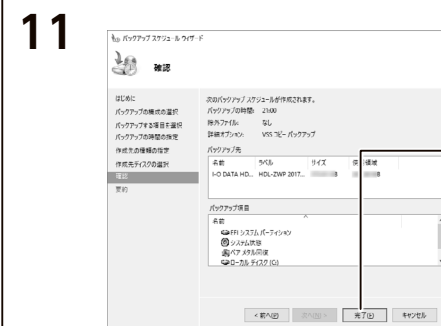 11
バックアップ スケジュール ウィザード
確認
はじめに
バックアップの構成の選択
バックアップする項目を選択
バックアップの時間の指定
作成先の種類の指定
作成先ディスクの選択
確認
要約
次のバックアップ スケジュールが作成されます。
バックアップの時間: 21:00
除外ファイル: なし
詳細オプション: VSS コピー バックアップ
バックアップ先
名前 ラベル サイズ 使 領域
I-O DATA HD... HDL-ZWP 2017... B B
バックアップ項目
名前
EFI システム パーティション
システム状態
ベア メタル回復
ローカル ディスク (C:)
< 前へ(P) 次へ(N) > 完了(F) キャンセル